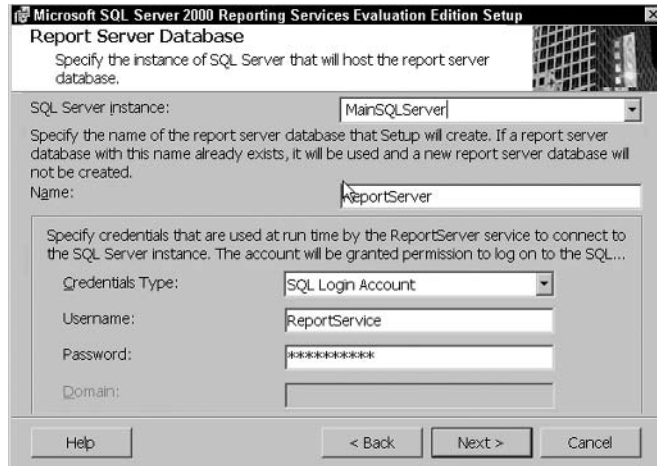 Microsoft SQL Server 2000 Reporting Services Evaluation Edition Setup
Report Server Database
Specify the instance of SQL Server that will host the report server
database.
SQL Server instance: MainSQLServer
Specify the name of the report server database that Setup will create. If a report server
database with this name already exists, it will be used and a new report server database will
not be created.
Name: ReportServer
Specify credentials that are used at run time by the ReportServer service to connect to
the SQL Server instance. The account will be granted permission to log on to the SQL...
Credentials Type: SQL Login Account
Username: ReportService
Password: **********
Domain:
Help < Back Next > Cancel